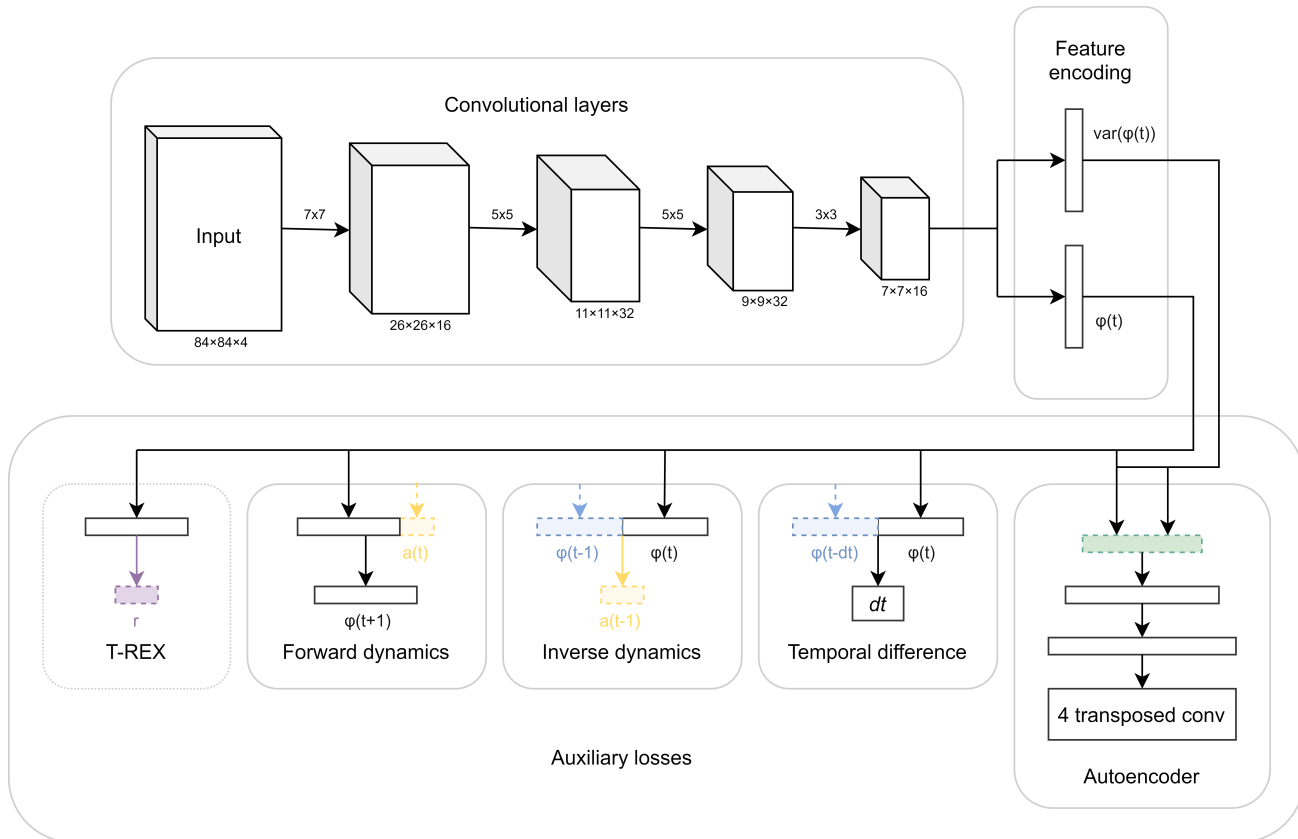 Feature
encoding
Convolutional layers
var(φ(t))
7x7
5x5
5x5
3x3
Input
84×84×4
26×26×16
11×11×32
9×9×32
7×7×16
φ(t)
a(t)
φ(t-1)
φ(t)
φ(t-dt)
φ(t)
r
φ(t+1)
a(t-1)
dt
T-REX
Forward dynamics
Inverse dynamics
Temporal difference
4 transposed conv
Auxiliary losses
Autoencoder